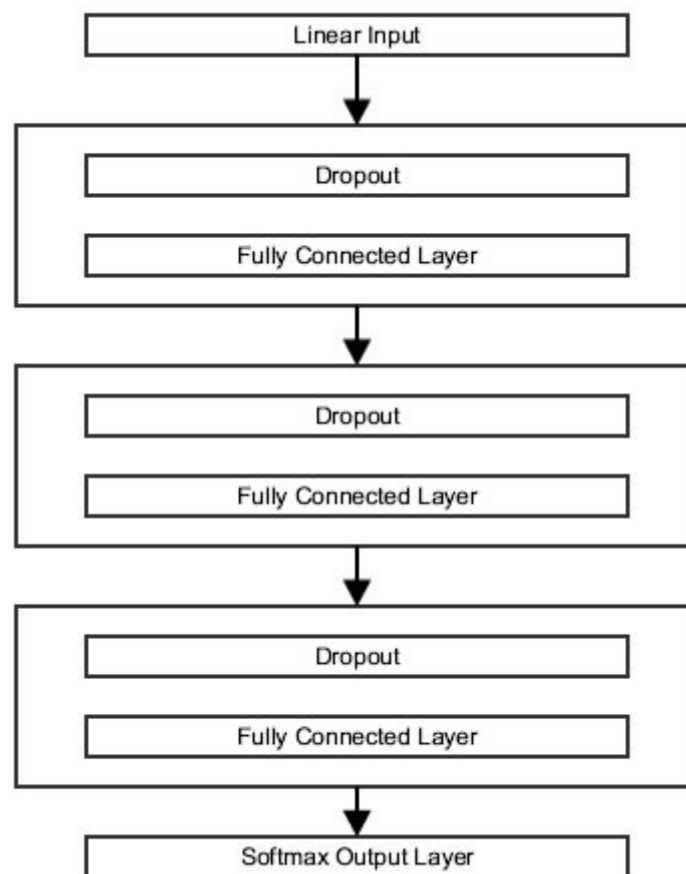 Linear Input
Dropout
Fully Connected Layer
Dropout
Fully Connected Layer
Dropout
Fully Connected Layer
Softmax Output Layer